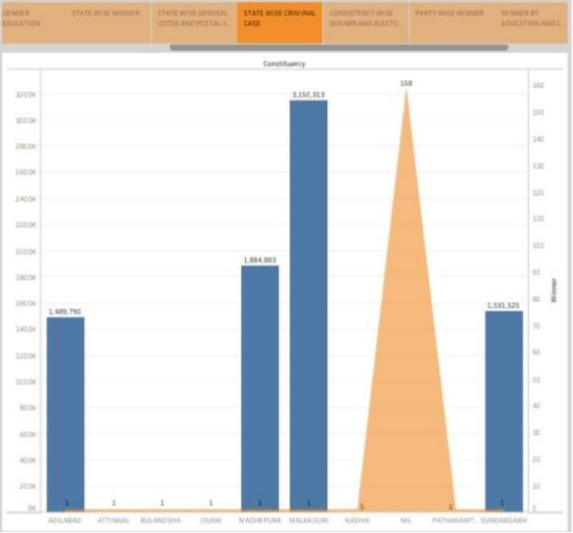 GENDER
EDUCATION
STATE WISE WINNER
STATE WISE GENERAL
VOTES AND POSTAL V..
STATE WISE CRIMINAL
CASE
CONSISTENCY WISE
WINNER AND ELECTO..
PARTY WISE WINNER
WINNER BY
EDUCATION AND C..
Constituency
3200K
3000K
2800K
2600K
2400K
2200K
2000K
1800K
1600K
1400K
1200K
1000K
800K
600K
400K
200K
0K
1,489,790
1,884,883
3,150,313
158
1,531,525
1 1 1 1 1 1 1 1 1
160
150
140
130
120
110
100
90
80
70
60
50
40
30
20
10
0
Winner
ADILABAD ATTINGAL BULANDSHA.. IDUKKI MADHEPURA MALKAJGIRI NASHIK NIL PATHANAMT.. SUNDARGARH